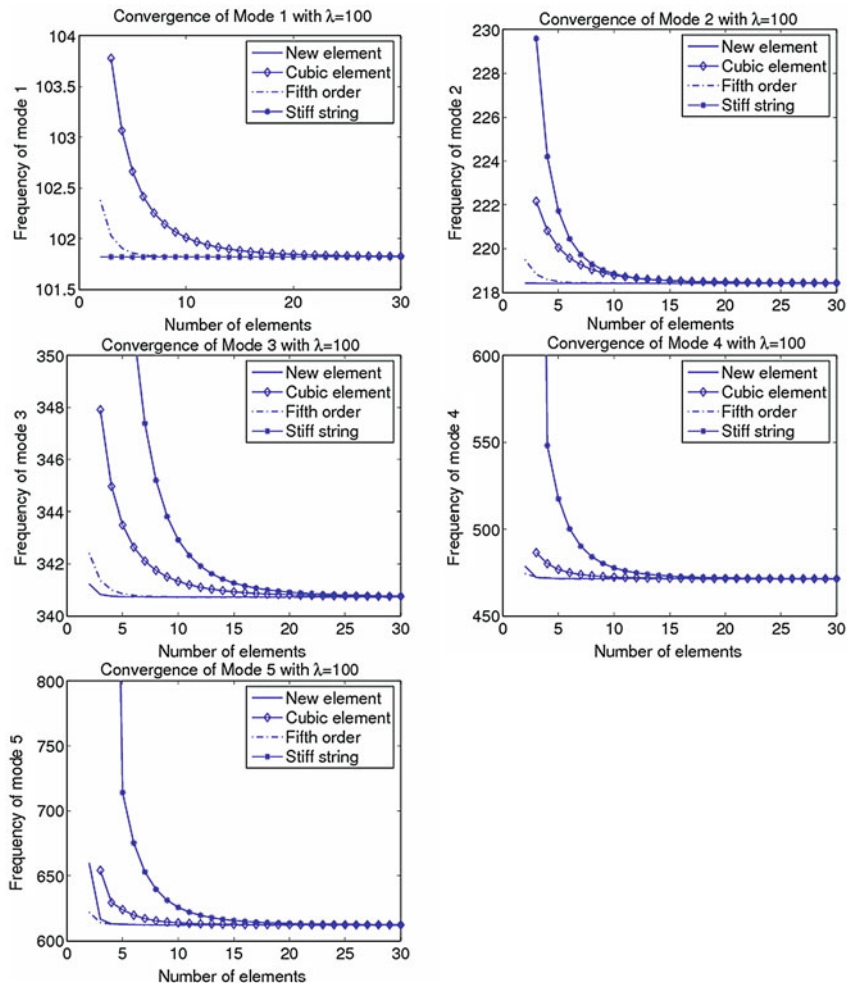 Convergence of Mode 1 with λ=100
104
103.5
103
102.5
102
101.5
0
10
20
30
Frequency of mode 1
Number of elements
New element
Cubic element
Fifth order
Stiff string
Convergence of Mode 2 with λ=100
230
228
226
224
222
220
218
0
5
10
15
20
25
30
Frequency of mode 2
Number of elements
New element
Cubic element
Fifth order
Stiff string
Convergence of Mode 3 with λ=100
350
348
346
344
342
340
0
5
10
15
20
25
30
Frequency of mode 3
Number of elements
New element
Cubic element
Fifth order
Stiff string
Convergence of Mode 4 with λ=100
600
550
500
450
0
5
10
15
20
25
30
Frequency of mode 4
Number of elements
New element
Cubic element
Fifth order
Stiff string
Convergence of Mode 5 with λ=100
800
750
700
650
600
0
5
10
15
20
25
30
Frequency of mode 5
Number of elements
New element
Cubic element
Fifth order
Stiff string